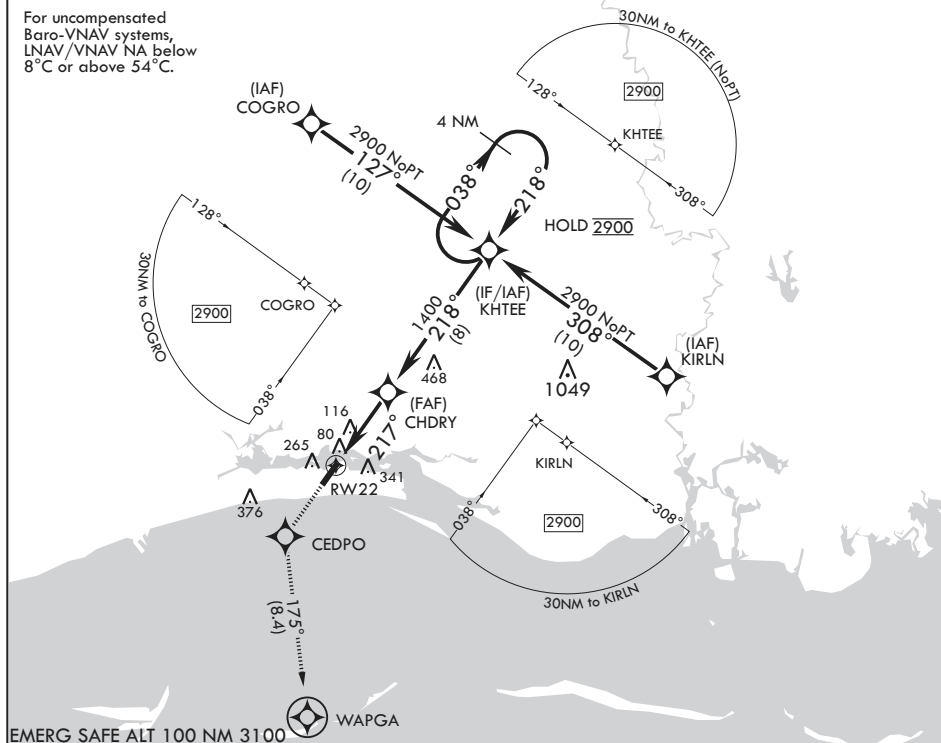 For uncompensated
Baro-VNAV systems,
LNAV/VNAV NA below
8°C or above 54°C.
30NM to KHTEE (NoPT)
128°
2900
KHTEE
308°
(IAF)
COGRO
2900 NoPT
127°
(10)
4 NM
038°
218°
HOLD 2900
(IF/IAF)
KHTEE
128°
30NM to COGRO
2900
COGRO
038°
2900 NoPT
308°
(10)
(IAF)
KIRLN
1400
218°
(8)
468
1049
(FAF)
CHDRY
116
80
265
217°
341
RW22
376
CEDPO
KIRLN
038°
2900
308°
30NM to KIRLN
175°
(8.4)
WAPGA
EMERG SAFE ALT 100 NM 3100